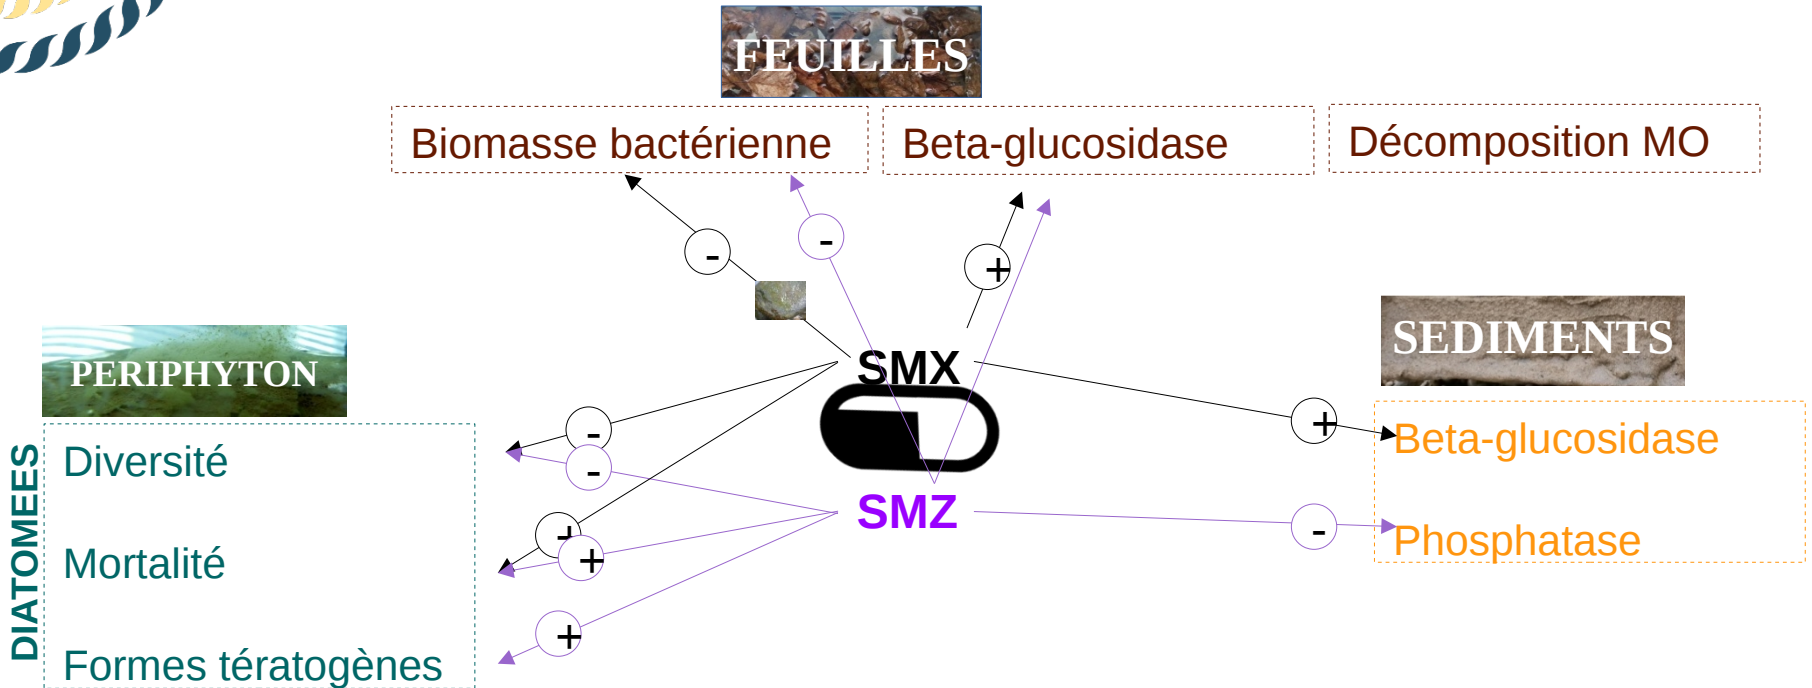 FEUILLES
Biomasse bactérienne
Beta-glucosidase
Décomposition MO
-
-
+
PERIPHYTON
SMX
SEDIMENTS
DIATOMEES
Diversité
-
-
+
Beta-glucosidase
SMZ
-
Phosphatase
Mortalité
+
+
Formes tératogènes
+